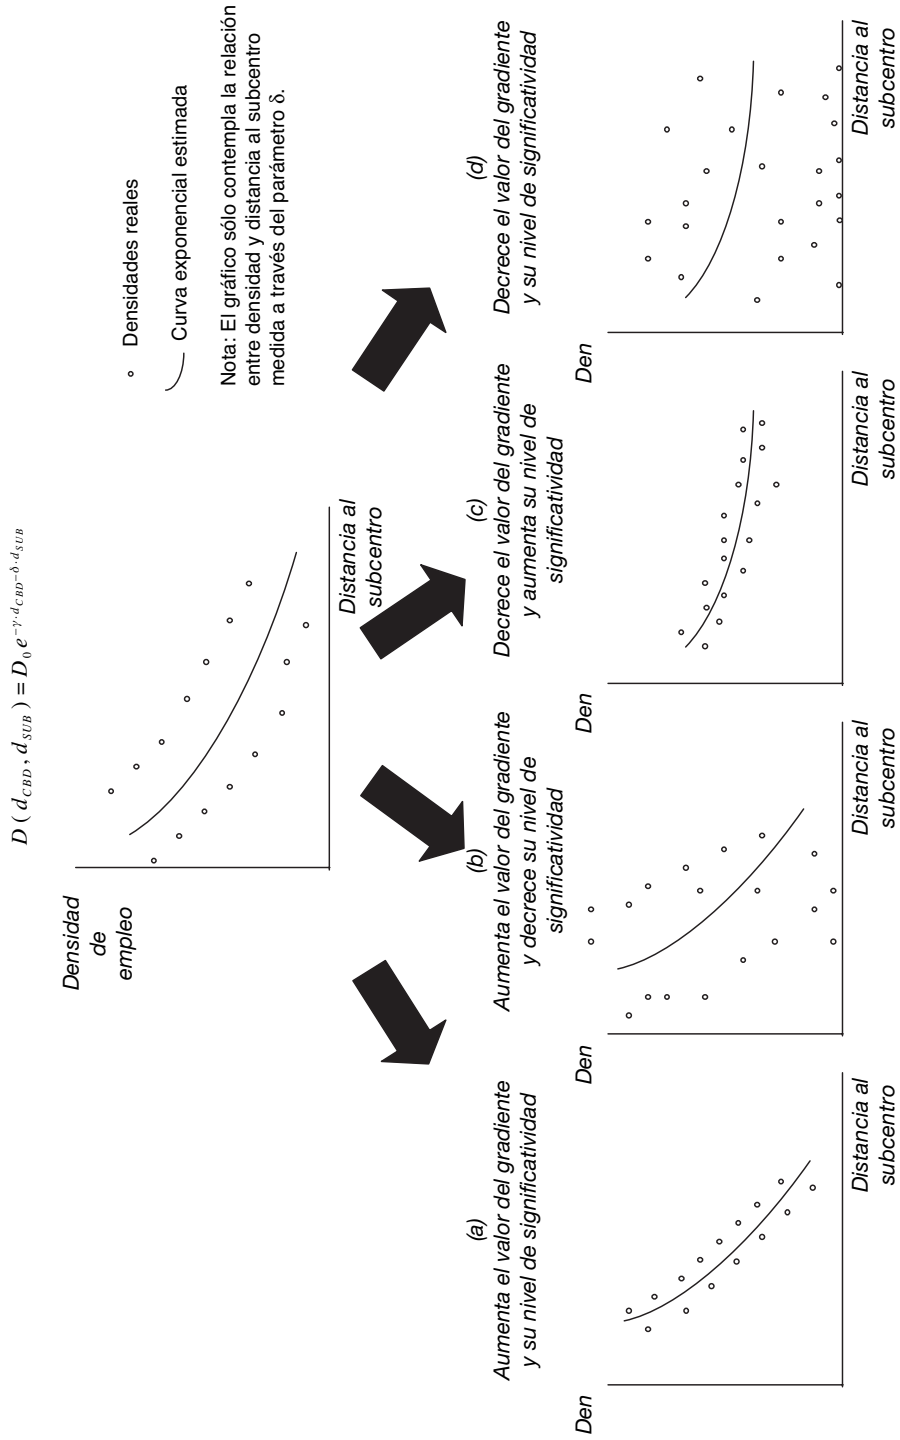 D ( d_CBD , d_SUB ) = D_0 e^{-γ·d_CBD-δ·d_SUB}
Densidad
de
empleo
Distancia al
subcentro
Densidades reales
Curva exponencial estimada
Nota: El gráfico sólo contempla la relación
entre densidad y distancia al subcentro
medida a través del parámetro δ.
(a)
Aumenta el valor del gradiente
y su nivel de significatividad
Den
Distancia al
subcentro
(b)
Aumenta el valor del gradiente
y decrece su nivel de
significatividad
Den
Distancia al
subcentro
(c)
Decrece el valor del gradiente
y aumenta su nivel de
significatividad
Den
Distancia al
subcentro
(d)
Decrece el valor del gradiente
y su nivel de significatividad
Den
Distancia al
subcentro